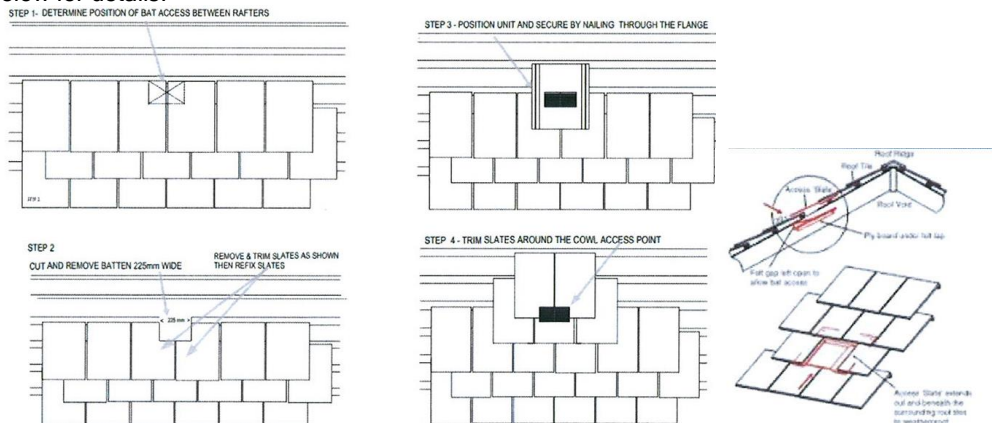 below for details.
STEP 1- DETERMINE POSITION OF BAT ACCESS BETWEEN RAFTERS
STEP 2
CUT AND REMOVE BATTEN 225mm WIDE
REMOVE & TRIM SLATES AS SHOWN
THEN REFIX SLATES
< 225 mm >
STEP 3 - POSITION UNIT AND SECURE BY NAILING THROUGH THE FLANGE
STEP 4 - TRIM SLATES AROUND THE COWL ACCESS POINT
Roof Ridge
Roof Tile
Access Slate
Roof Void
Ply board under felt lap
Felt gap left open to
allow bat access
Access 'Slate' extends
out and beneath the
surrounding roof tiles
to weatherproof